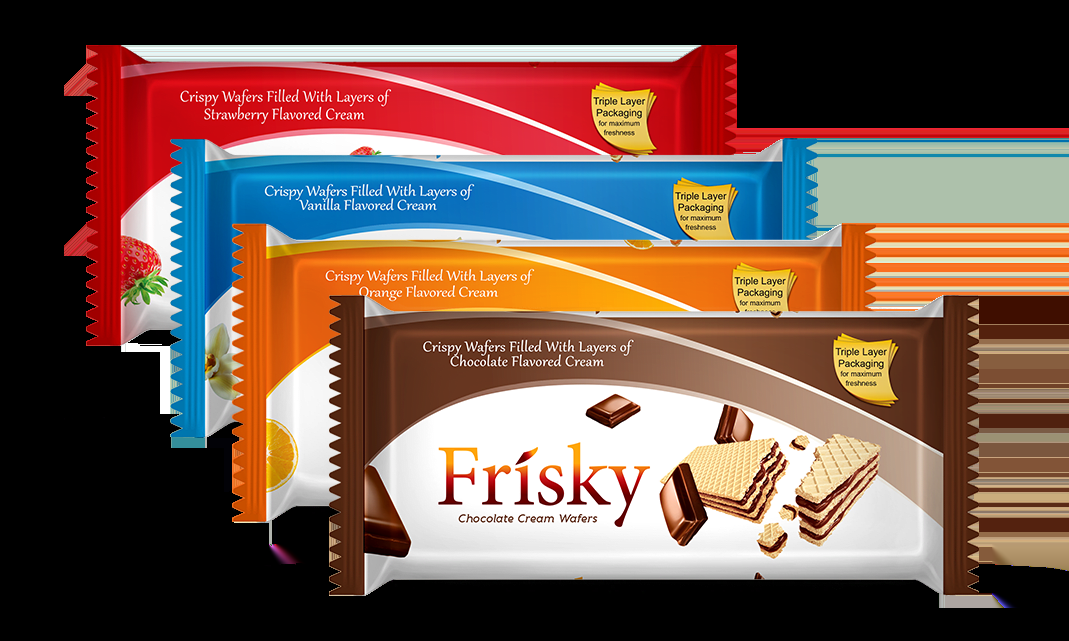 Crispy Wafers Filled With Layers of
Strawberry Flavored Cream
Triple Layer
Packaging
for maximum
freshness
Crispy Wafers Filled With Layers of
Vanilla Flavored Cream
Triple Layer
Packaging
for maximum
freshness
Crispy Wafers Filled With Layers of
Orange Flavored Cream
Triple Layer
Packaging
for maximum
freshness
Crispy Wafers Filled With Layers of
Chocolate Flavored Cream
Triple Layer
Packaging
for maximum
freshness
Frísky
Chocolate Cream Wafers